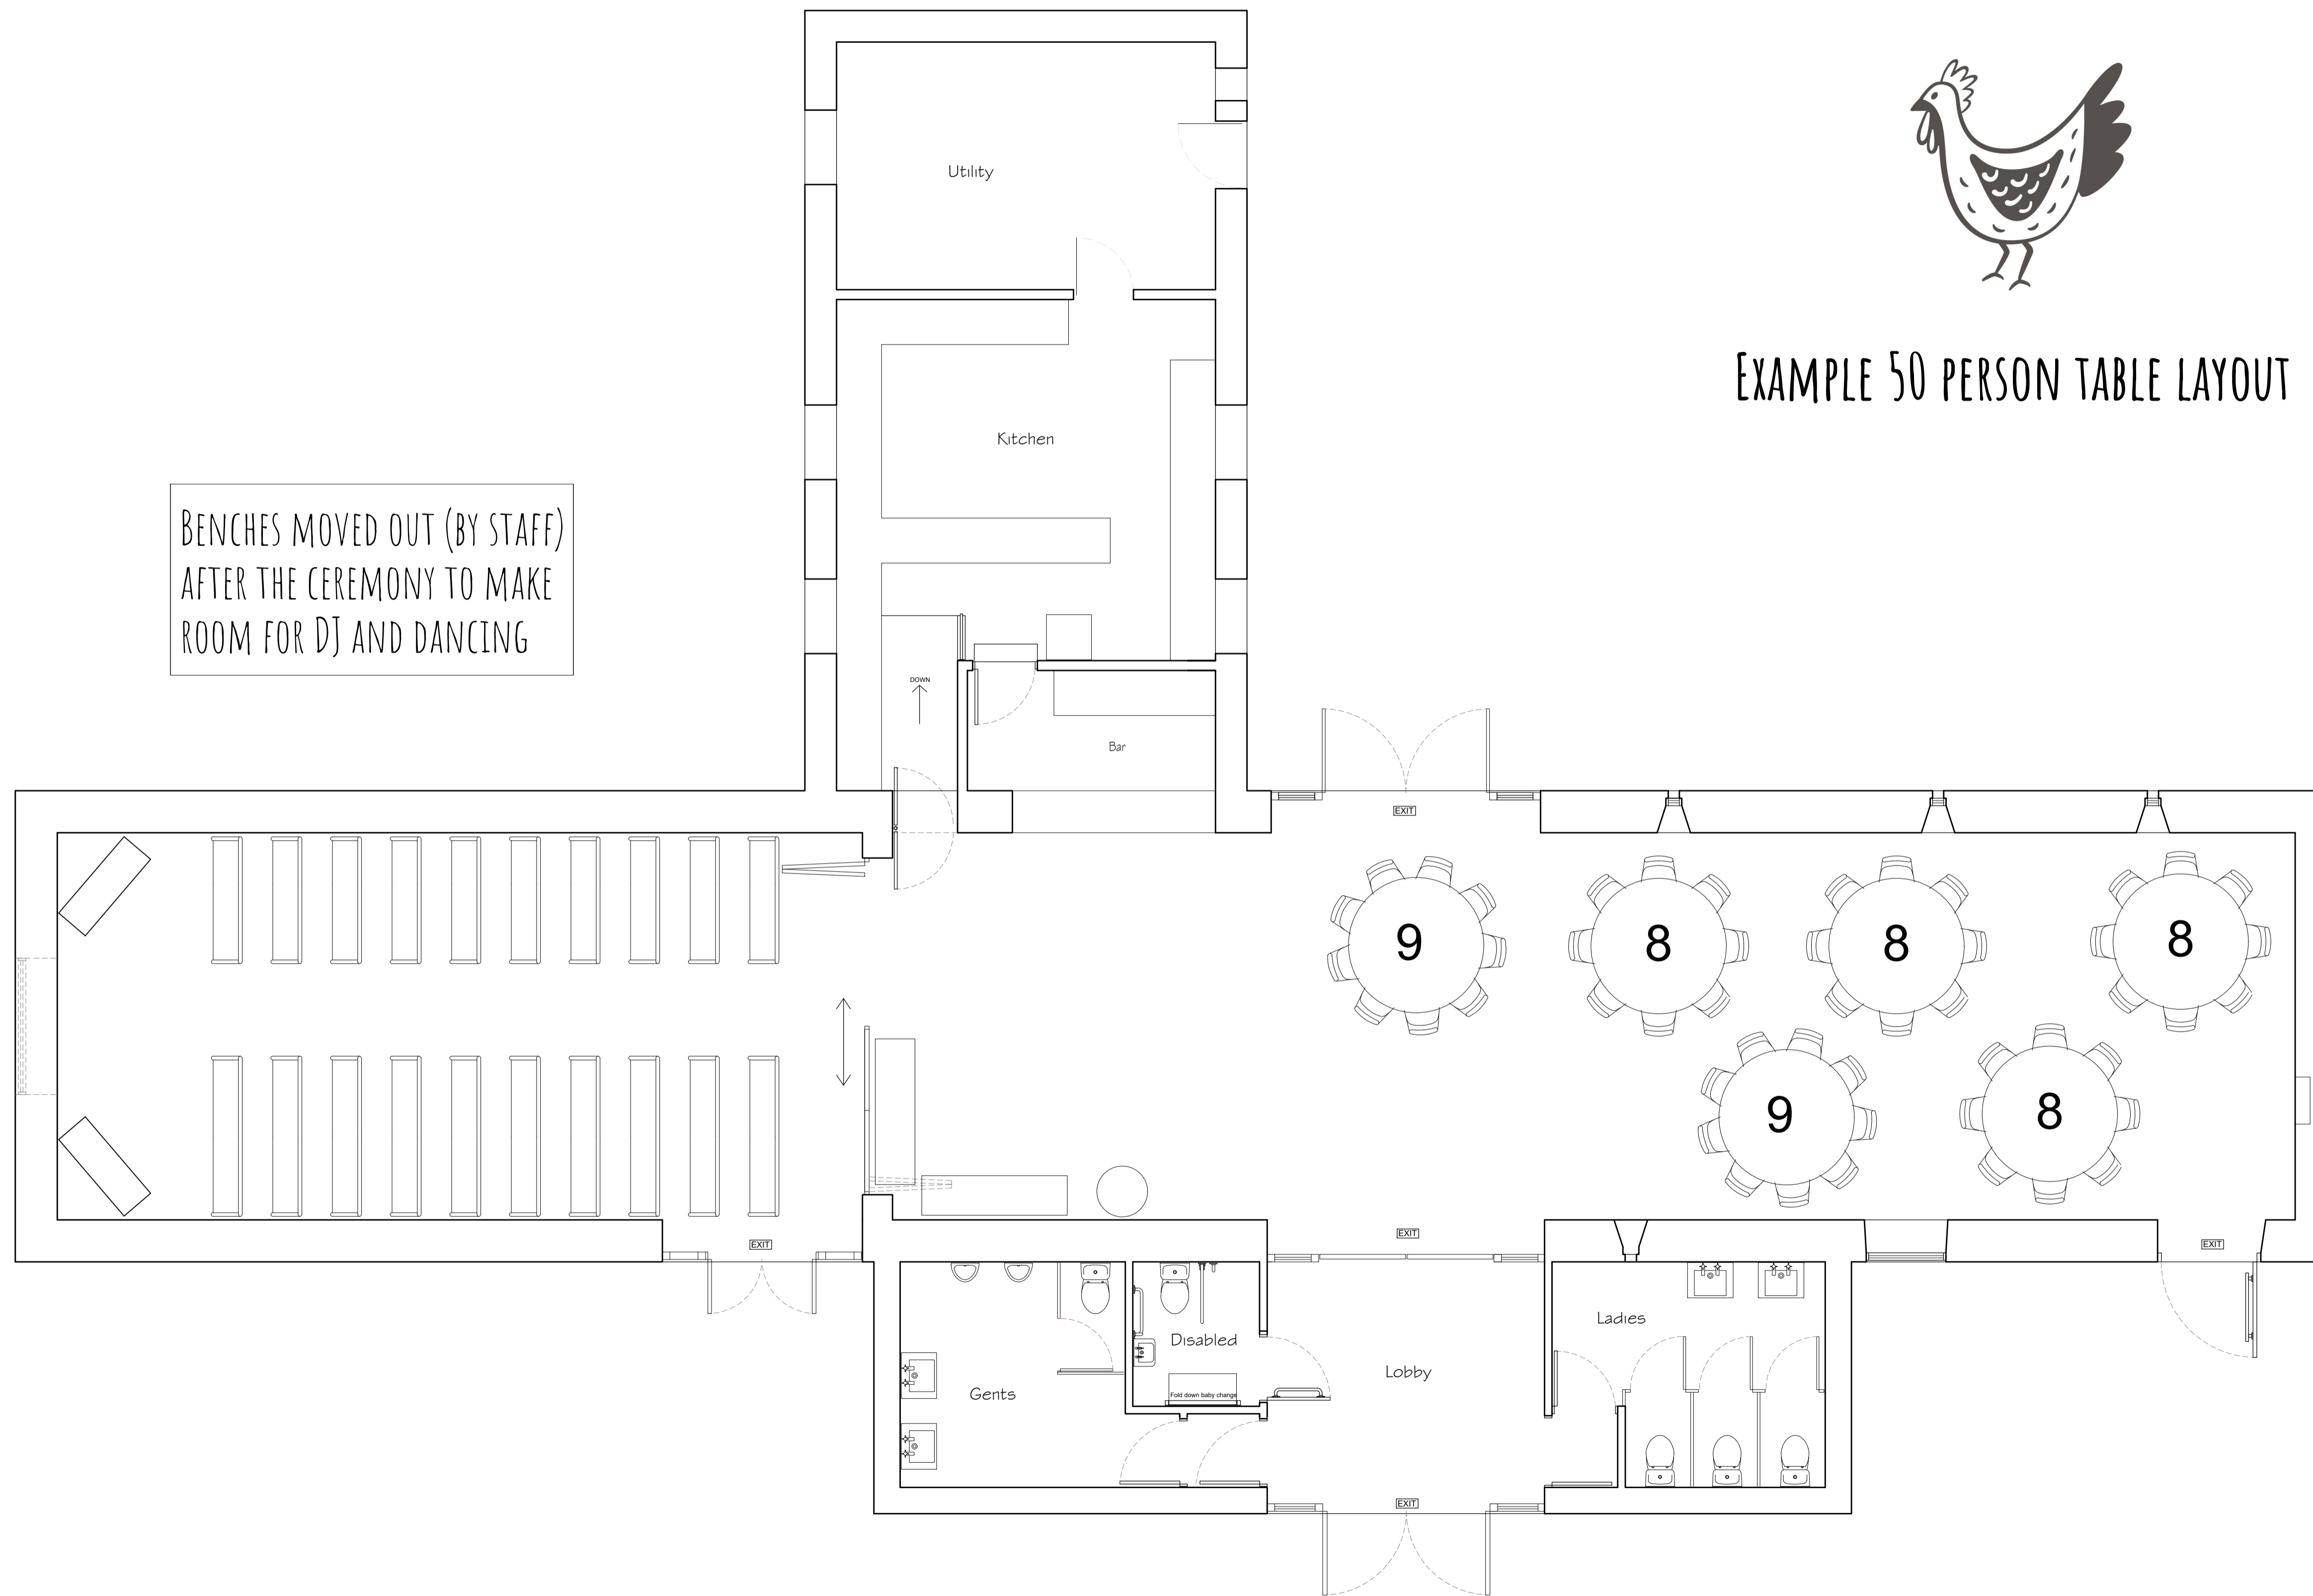 Utility
EXAMPLE 50 PERSON TABLE LAYOUT
Kitchen
BENCHES MOVED OUT (BY STAFF)
AFTER THE CEREMONY TO MAKE
ROOM FOR DJ AND DANCING
DOWN
Bar
EXIT
9
8
8
8
9
8
EXIT
EXIT
EXIT
Disabled
Ladies
Lobby
Gents
Fold down baby change
EXIT